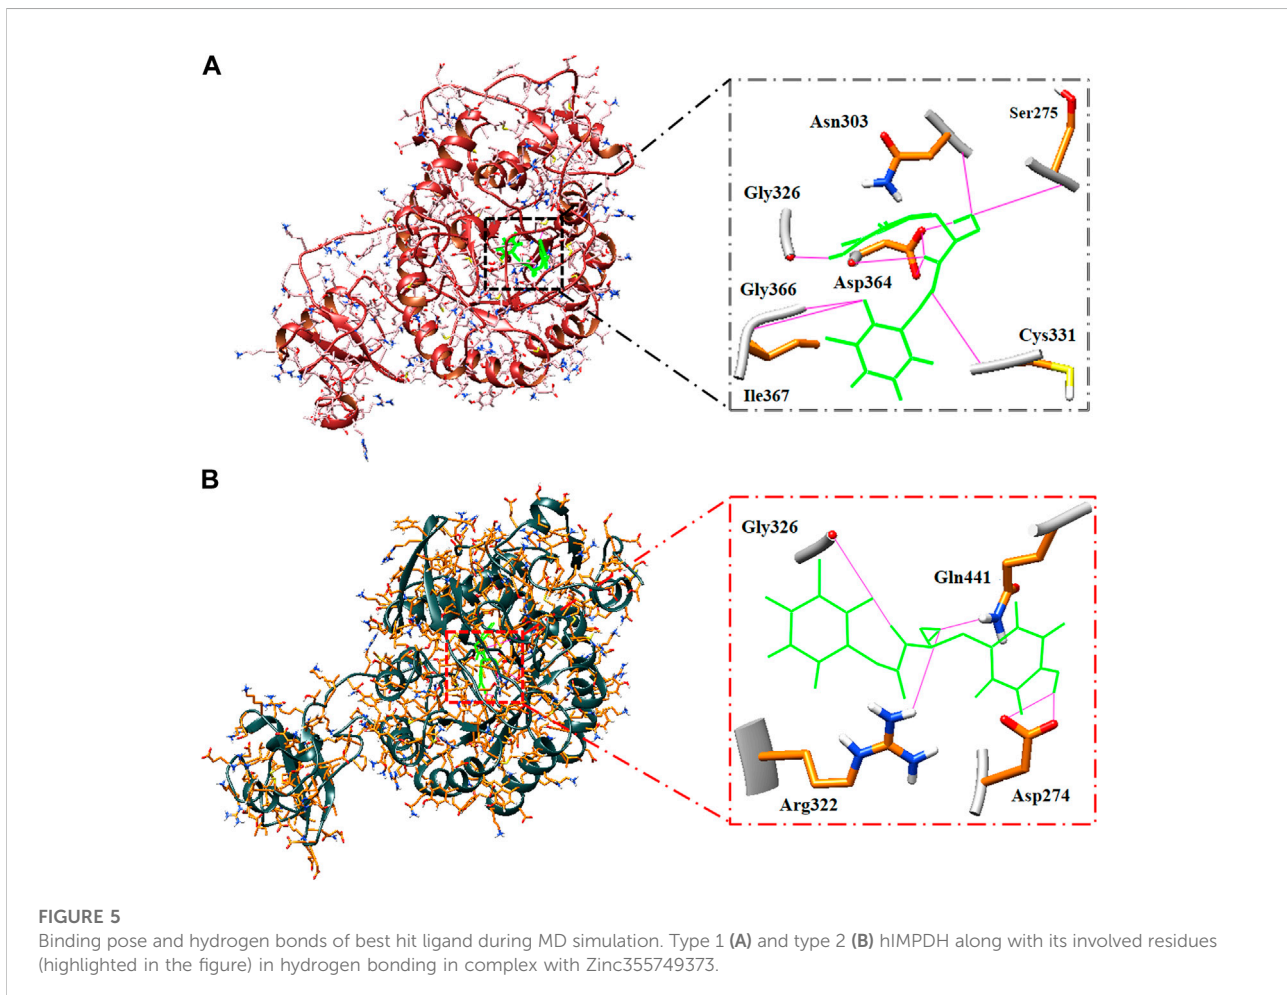 A
Asn303
Ser275
Gly326
Asp364
Gly366
Cys331
Ile367
B
Gly326
Gln441
Arg322
Asp274
FIGURE 5
Binding pose and hydrogen bonds of best hit ligand during MD simulation. Type 1 (A) and type 2 (B) hIMPDH along with its involved residues
(highlighted in the figure) in hydrogen bonding in complex with Zinc355749373.